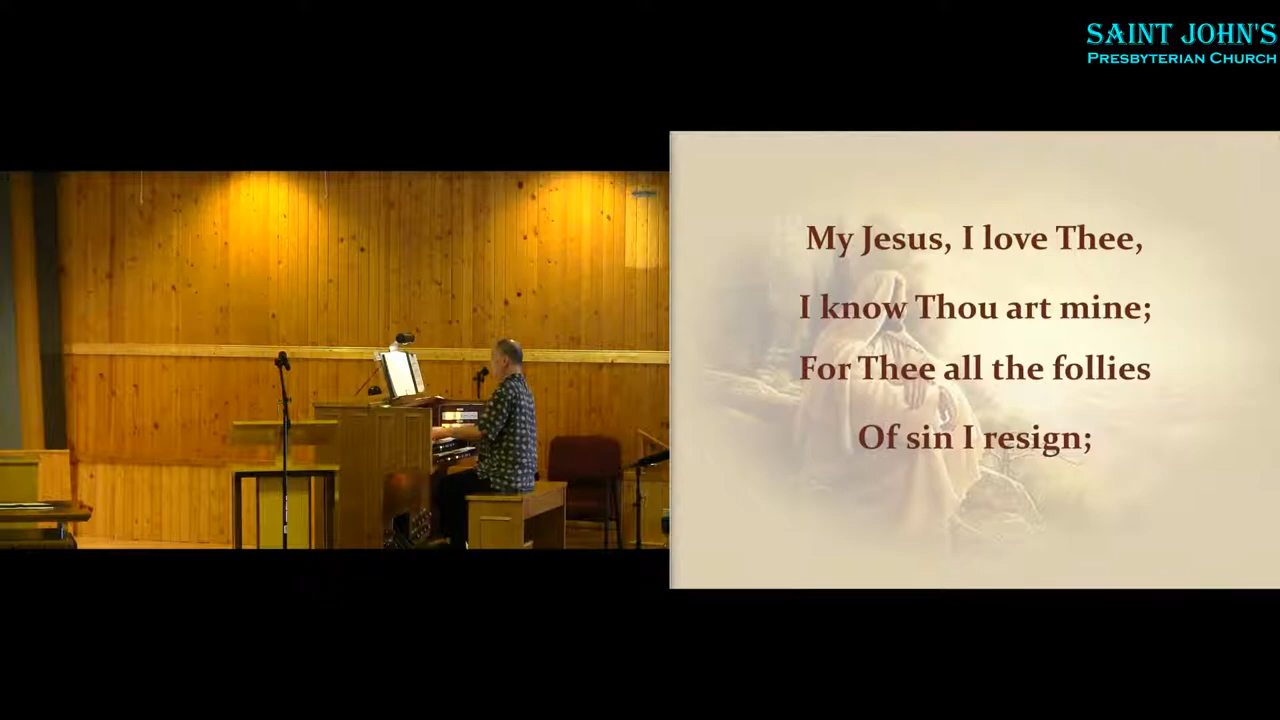 SAINT JOHN'S
PRESBYTERIAN CHURCH
My Jesus, I love Thee,
I know Thou art mine;
For Thee all the follies
Of sin I resign;